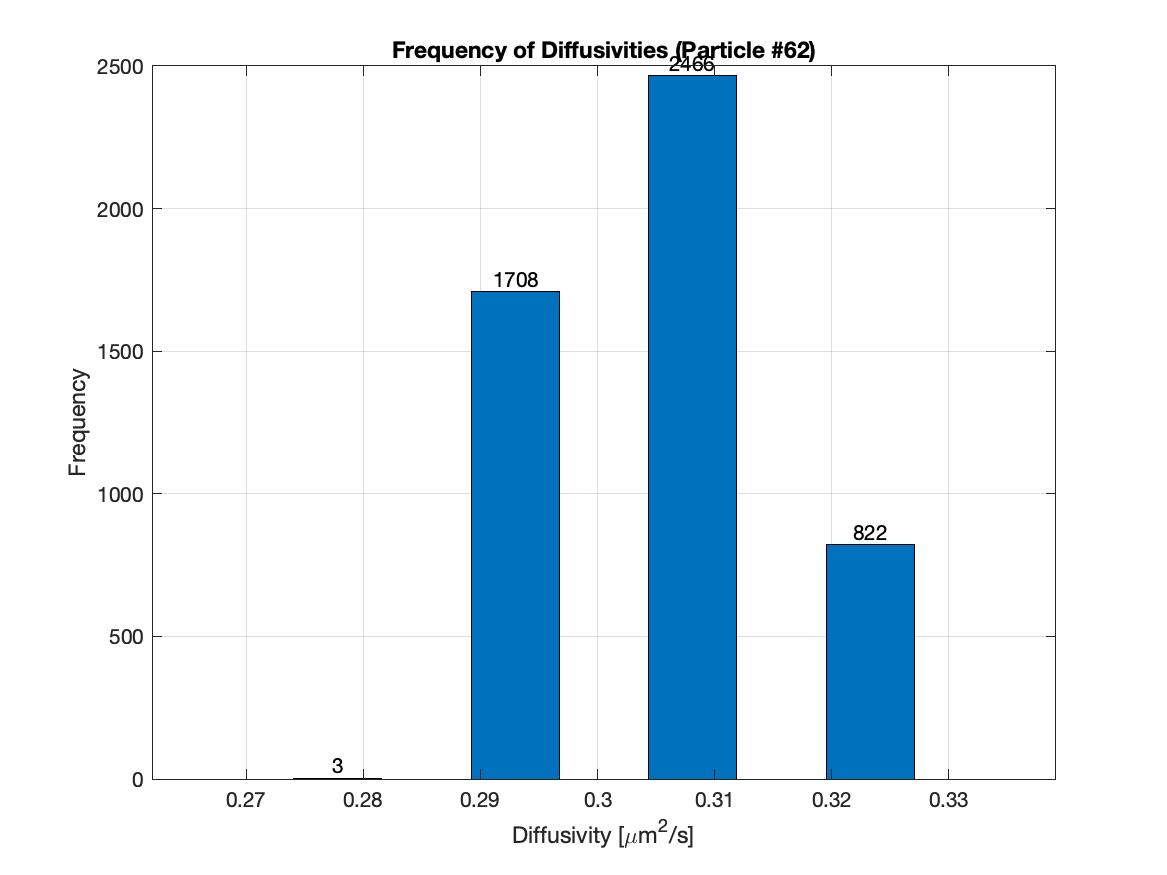 Frequency of Diffusivities (Particle #62)
2500
2466
2000
1708
1500
Frequency
1000
822
500
3
0
0.27 0.28 0.29 0.3 0.31 0.32 0.33
Diffusivity [μm²/s]